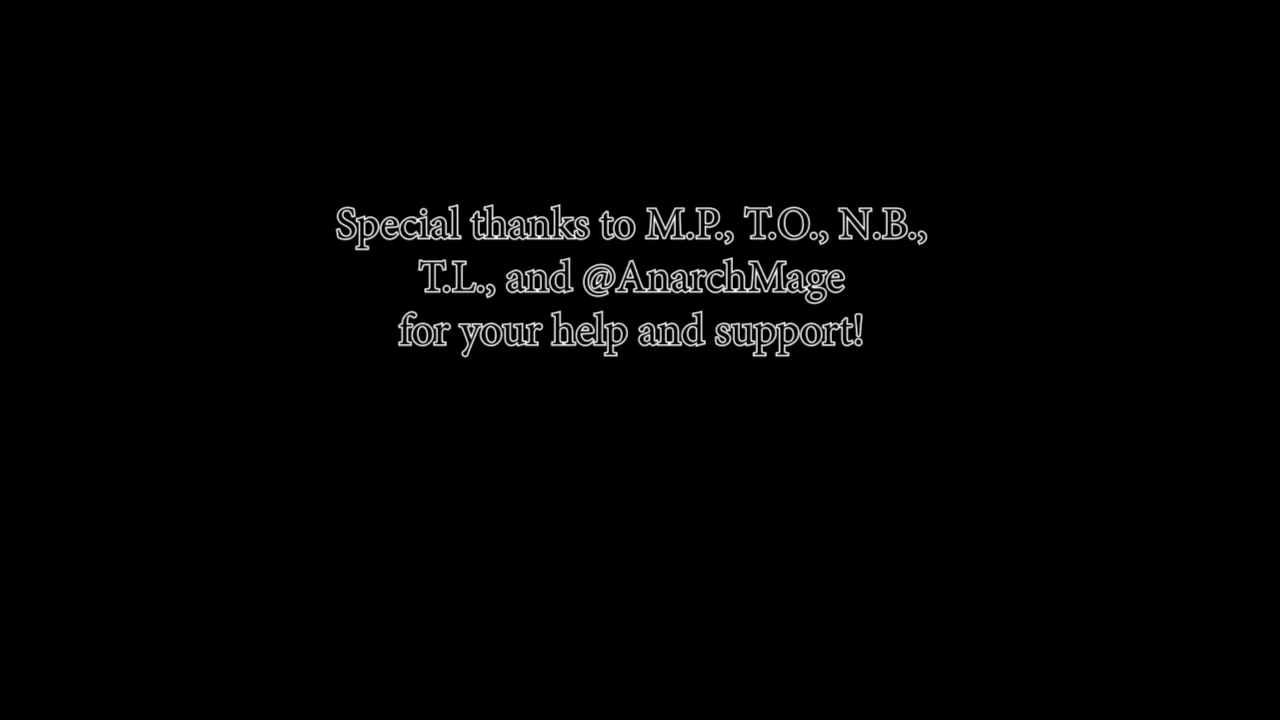 Special thanks to M.P., T.O., N.B.,
T.L., and @AnarchMage
for your help and support!